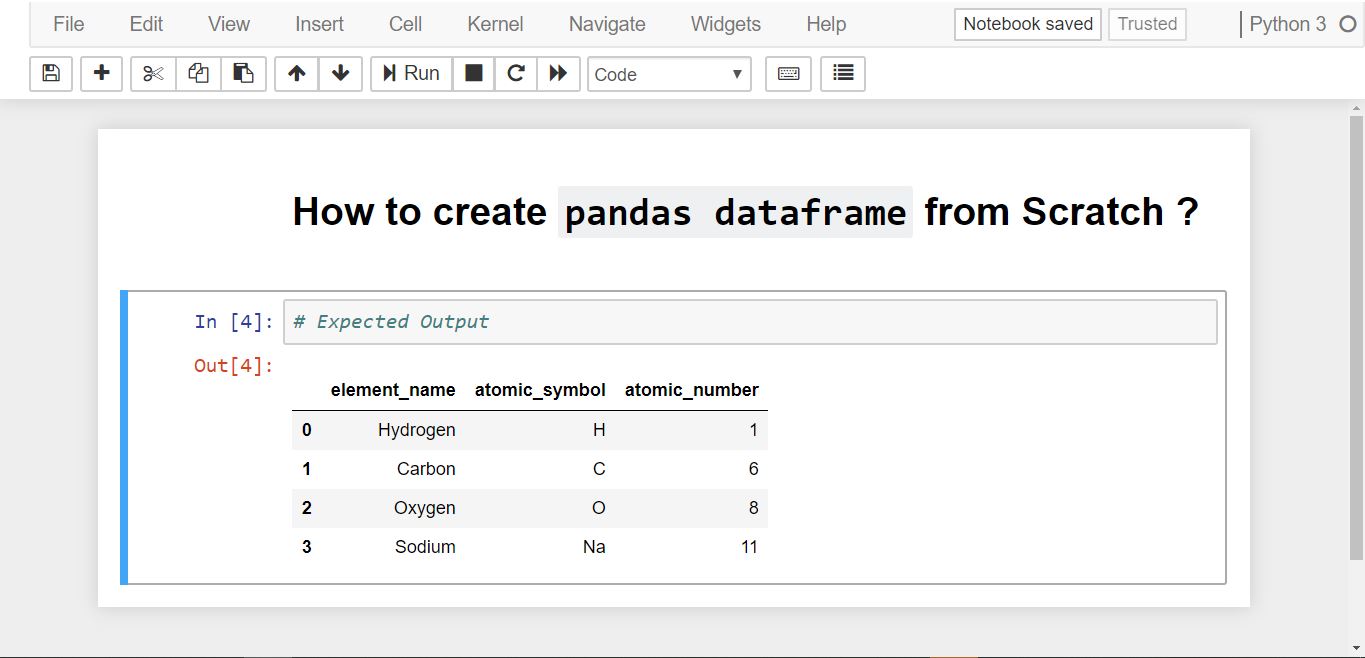 File Edit View Insert Cell Kernel Navigate Widgets Help Notebook saved Trusted Python 3
Run Code
How to create pandas dataframe from Scratch ?
In [4]: # Expected Output
Out[4]:
element_name atomic_symbol atomic_number
0 Hydrogen H 1
1 Carbon C 6
2 Oxygen O 8
3 Sodium Na 11